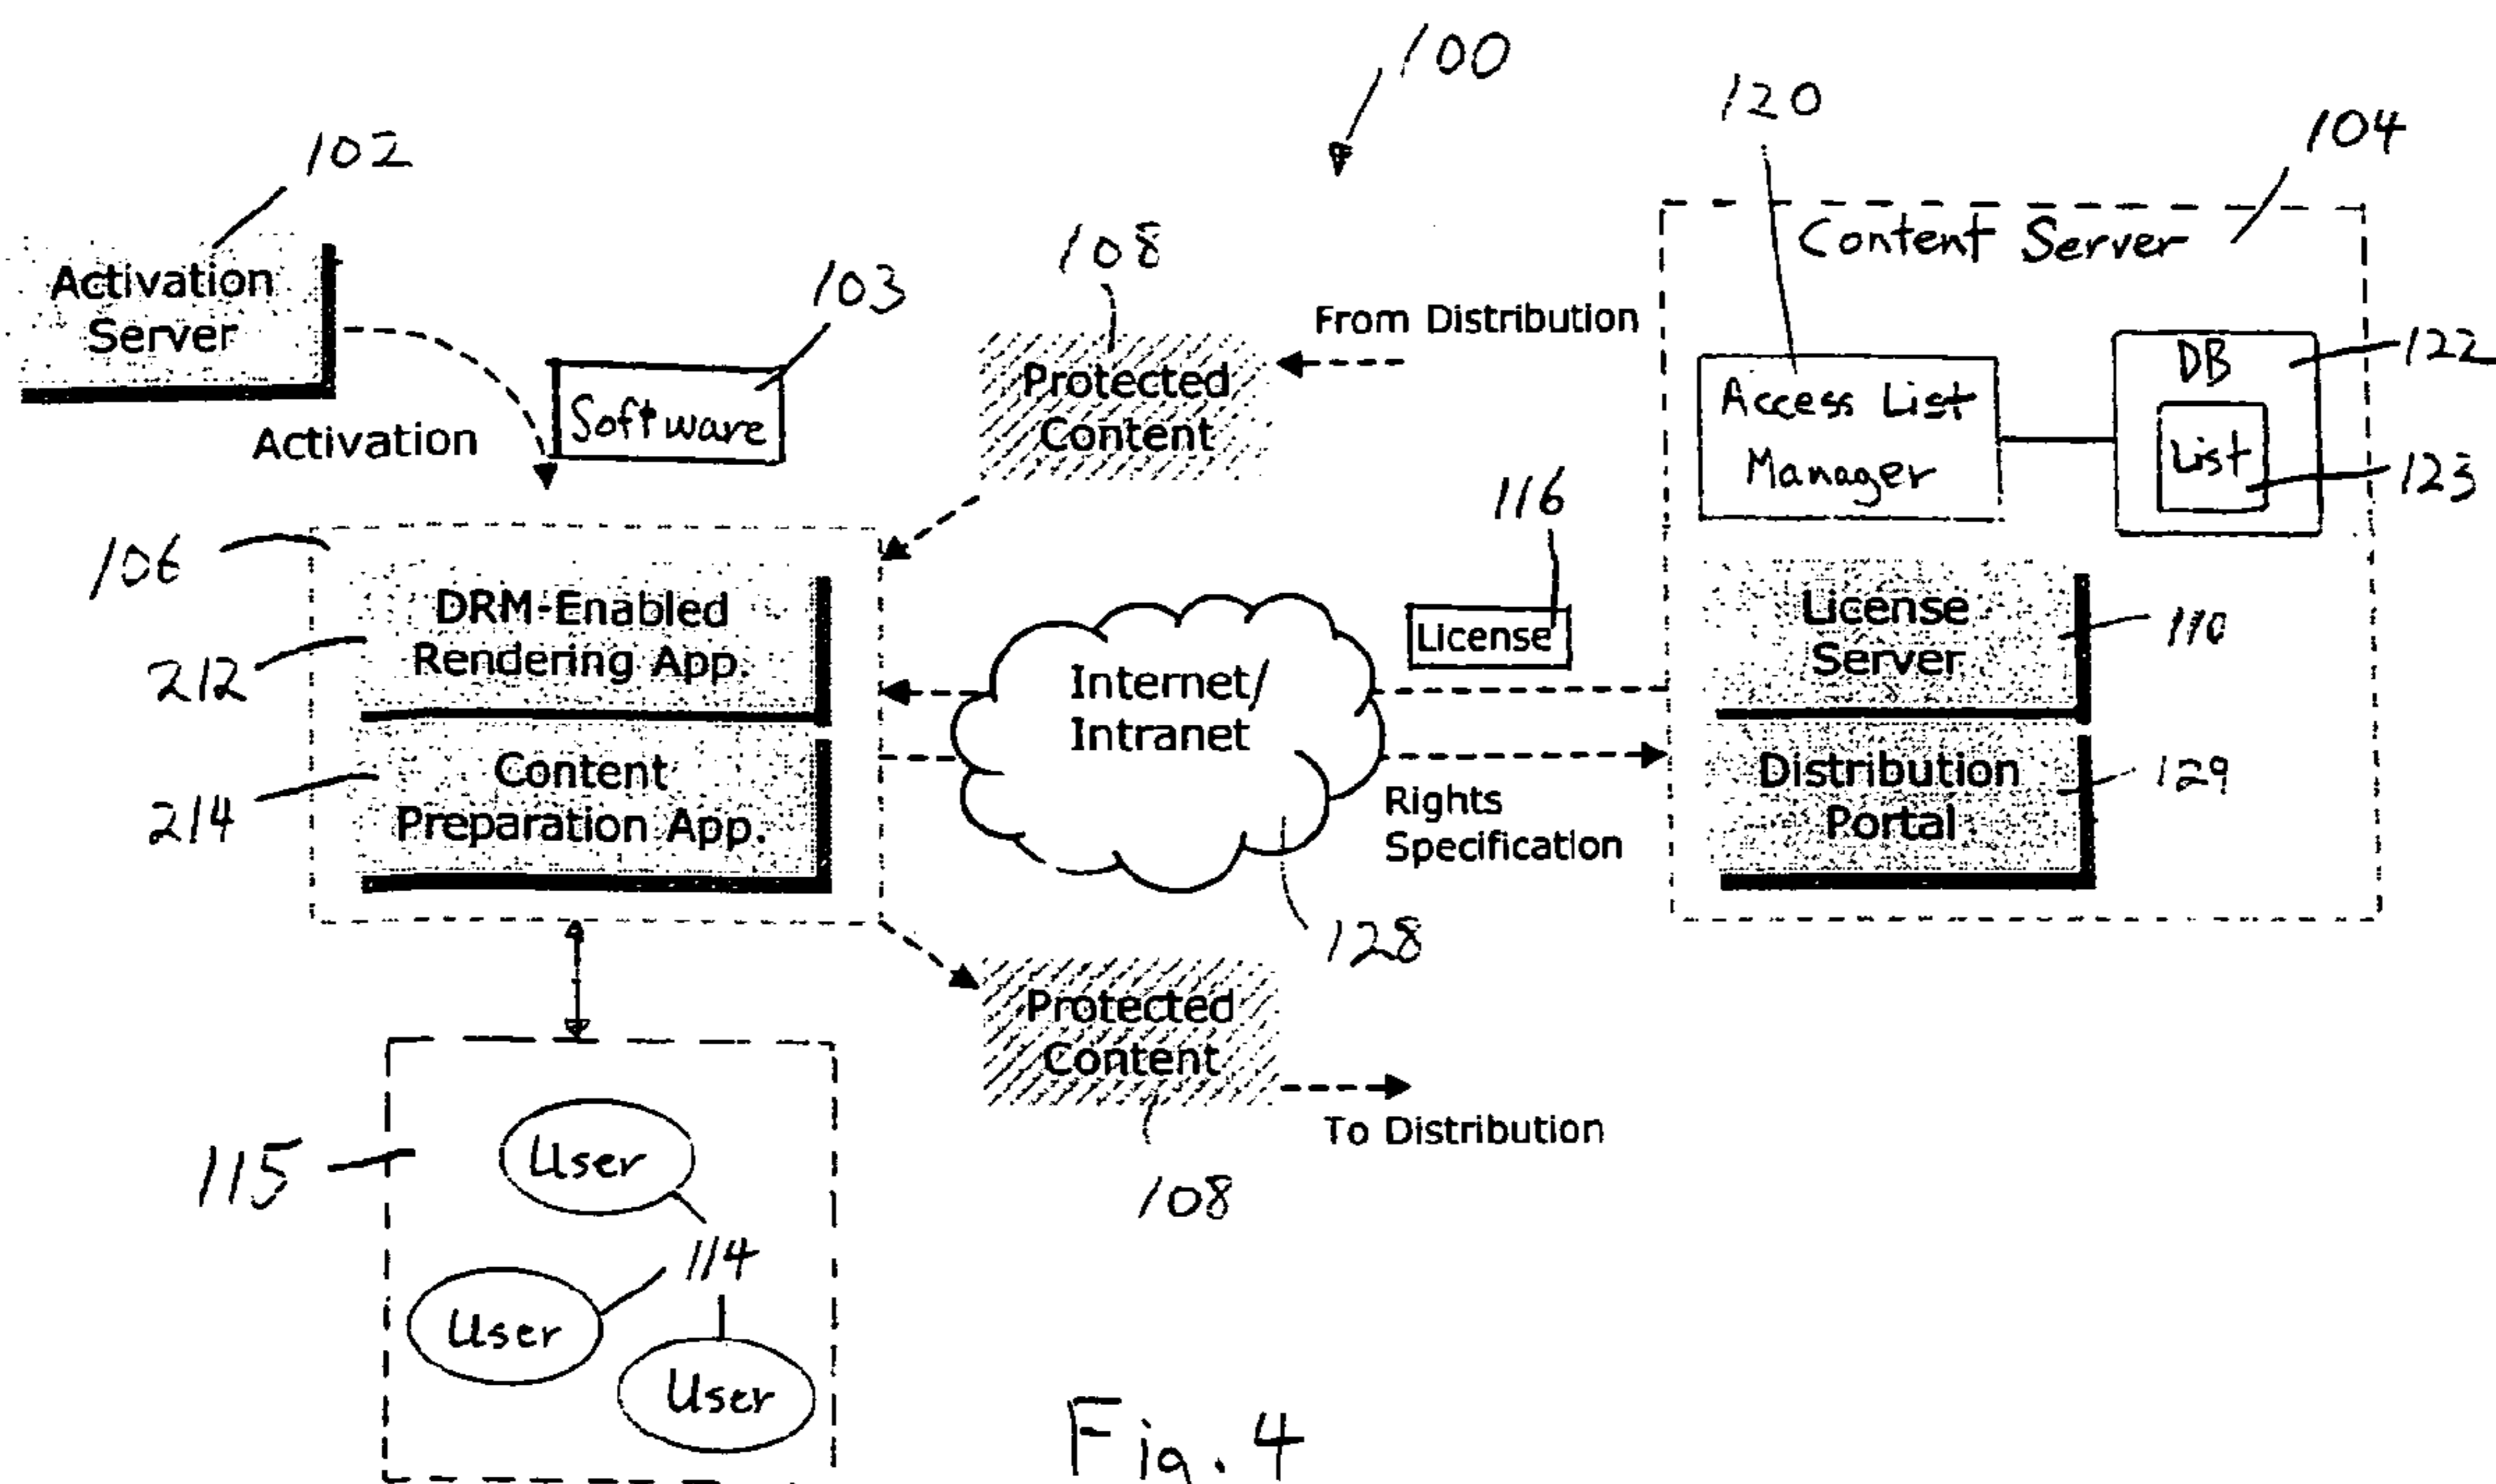 100
120
104
102
Content Server
108
103
Activation
Server
From Distribution
122
DB
Protected
Content
Access List
Manager
Software
Activation
List
123
116
106
DRM-Enabled
Rendering App.
License
License
Server
110
212
Internet/
Intranet
Content
Preparation App.
Distribution
Portal
129
214
Rights
Specification
128
Protected
Content
To Distribution
115
User
108
114
User
User
Fig. 4